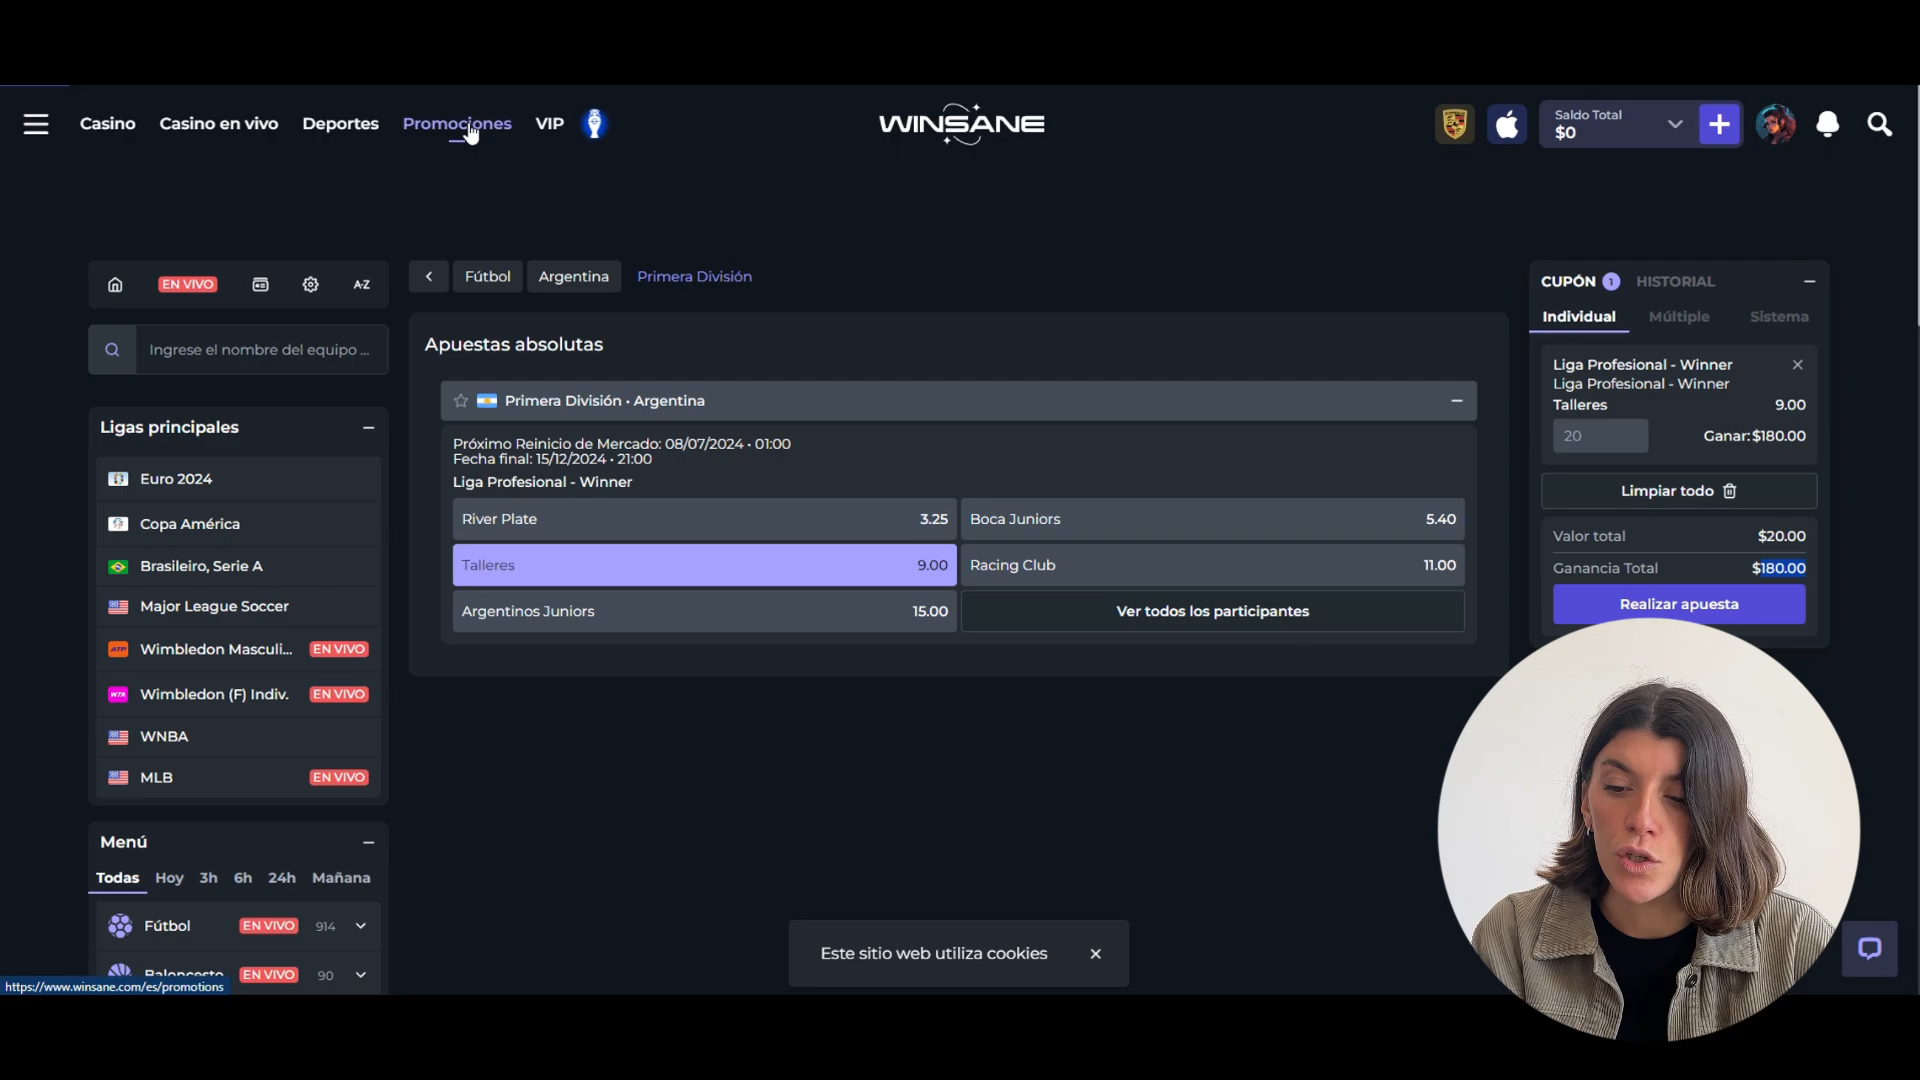 Casino
Casino en vivo
Deportes
Promociones
VIP
WINSANE
Saldo Total
$0
EN VIVO
A-Z
Ingrese el nombre del equipo ...
Ligas principales
Euro 2024
Copa América
Brasileiro, Serie A
Major League Soccer
ATP
Wimbledon Masculi... EN VIVO
WTA
Wimbledon (F) Indiv. EN VIVO
WNBA
MLB EN VIVO
Menú
Todas Hoy 3h 6h 24h Mañana
Fútbol EN VIVO 914
Baloncesto EN VIVO 90
https://www.winsane.com/es/promotions
Fútbol Argentina Primera División
Apuestas absolutas
Primera División • Argentina
Próximo Reinicio de Mercado: 08/07/2024 • 01:00
Fecha final: 15/12/2024 • 21:00
Liga Profesional - Winner
River Plate 3.25
Boca Juniors 5.40
Talleres 9.00
Racing Club 11.00
Argentinos Juniors 15.00
Ver todos los participantes
Este sitio web utiliza cookies
CUPÓN 1 HISTORIAL
Individual Múltiple Sistema
Liga Profesional - Winner
Liga Profesional - Winner
Talleres 9.00
20 Ganar:$180.00
Limpiar todo
Valor total $20.00
Ganancia Total $180.00
Realizar apuesta